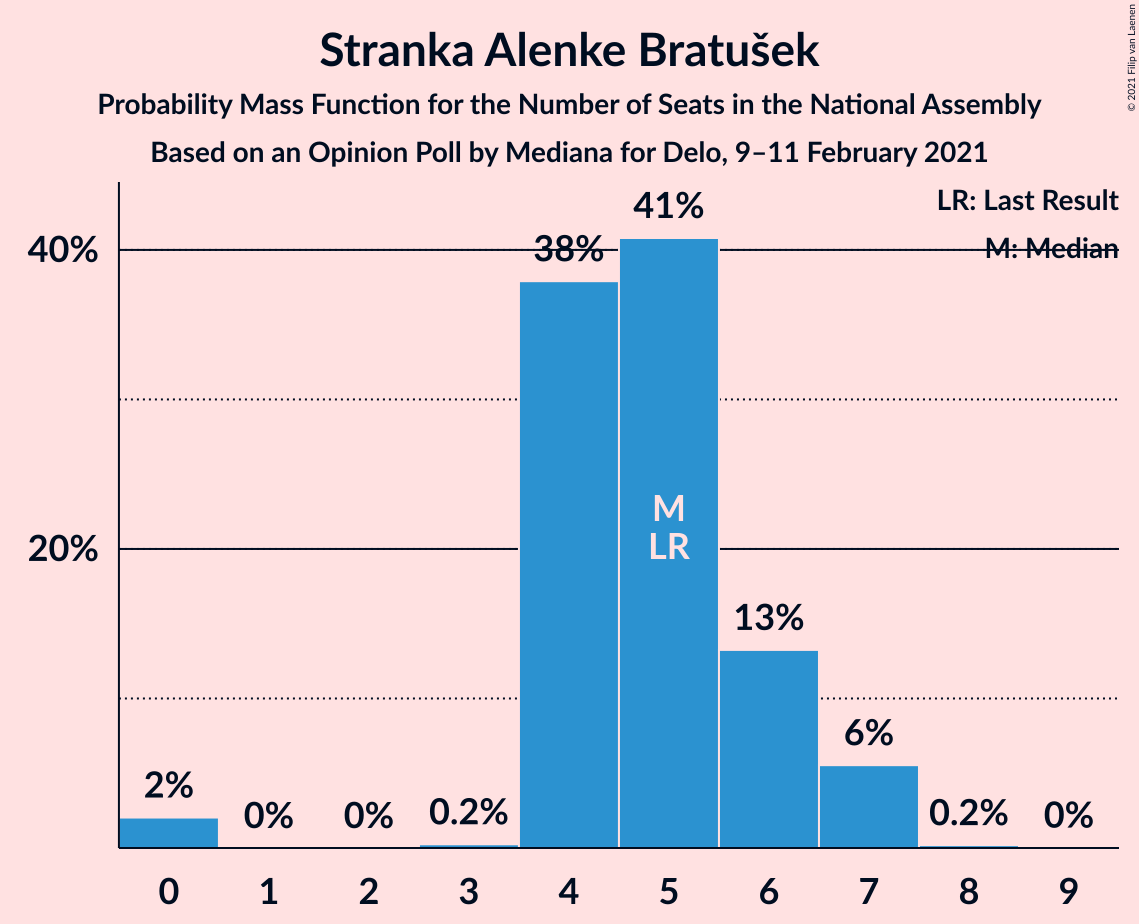 Stranka Alenke Bratušek
Probability Mass Function for the Number of Seats in the National Assembly
Based on an Opinion Poll by Mediana for Delo, 9–11 February 2021
© 2021 Filip van Laenen
LR: Last Result
M: Median
40%
20%
2%
0%
0%
0.2%
38%
41%
13%
6%
0.2%
0%
M
LR
0 1 2 3 4 5 6 7 8 9